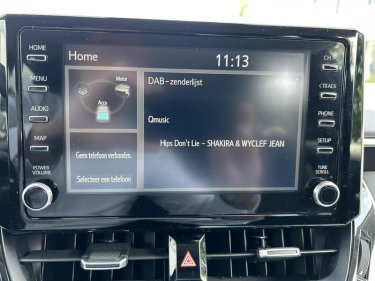 Home
11:13
HOME
MENU
AUDIO
MAP
POWER
VOLUME
Motor
Accu
Geen telefoon verbonden.
Selecteer een telefoon
DAB-zenderlijst
Qmusic
Hips Don't Lie - SHAKIRA & WYCLEF JEAN
TRACK
PHONE
SETUP
TUNE
SCROLL